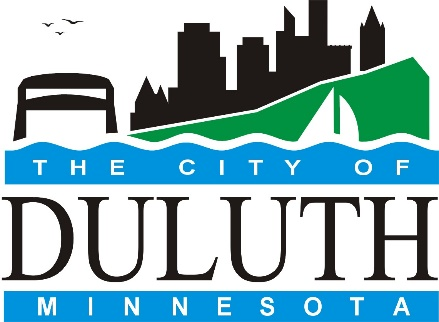 THE CITY OF
DULUTH
MINNESOTA